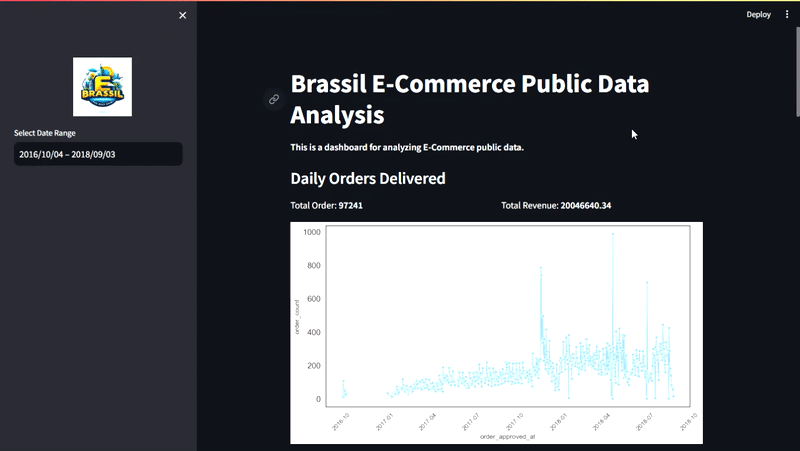 Deploy
E
BRASSIL
Select Date Range
2016/10/04 – 2018/09/03
Brassil E-Commerce Public Data
Analysis
This is a dashboard for analyzing E-Commerce public data.
Daily Orders Delivered
Total Order: 97241
Total Revenue: 20046640.34
1000
800
600
400
200
0
order_count
2016-10
2017-01
2017-04
2017-07
2017-10
2018-01
2018-04
2018-07
2018-10
order_approved_at